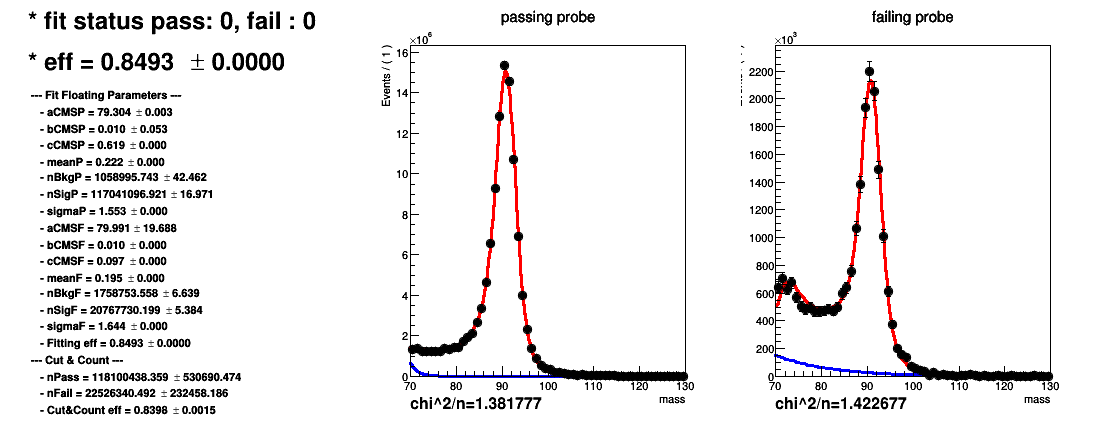 * fit status pass: 0, fail : 0
* eff = 0.8493 ± 0.0000
--- Fit Floating Parameters ---
- aCMSP = 79.304 ± 0.003
- bCMSP = 0.010 ± 0.053
- cCMSP = 0.619 ± 0.000
- meanP = 0.222 ± 0.000
- nBkgP = 1058995.743 ± 42.462
- nSigP = 117041096.921 ± 16.971
- sigmaP = 1.553 ± 0.000
- aCMSF = 79.991 ± 19.688
- bCMSF = 0.010 ± 0.000
- cCMSF = 0.097 ± 0.000
- meanF = 0.195 ± 0.000
- nBkgF = 1758753.558 ± 6.639
- nSigF = 20767730.199 ± 5.384
- sigmaF = 1.644 ± 0.000
- Fitting eff = 0.8493 ± 0.0000
--- Cut & Count ---
- nPass = 118100438.359 ± 530690.474
- nFail = 22526340.492 ± 232458.186
- Cut&Count eff = 0.8398 ± 0.0015
passing probe
×10^6
Events / ( 1 )
16
14
12
10
8
6
4
2
0
70 80 90 100 110 120 130
mass
chi^2/n=1.381777
failing probe
×10^3
2200
2000
1800
1600
1400
1200
1000
800
600
400
200
0
70 80 90 100 110 120 130
mass
chi^2/n=1.422677